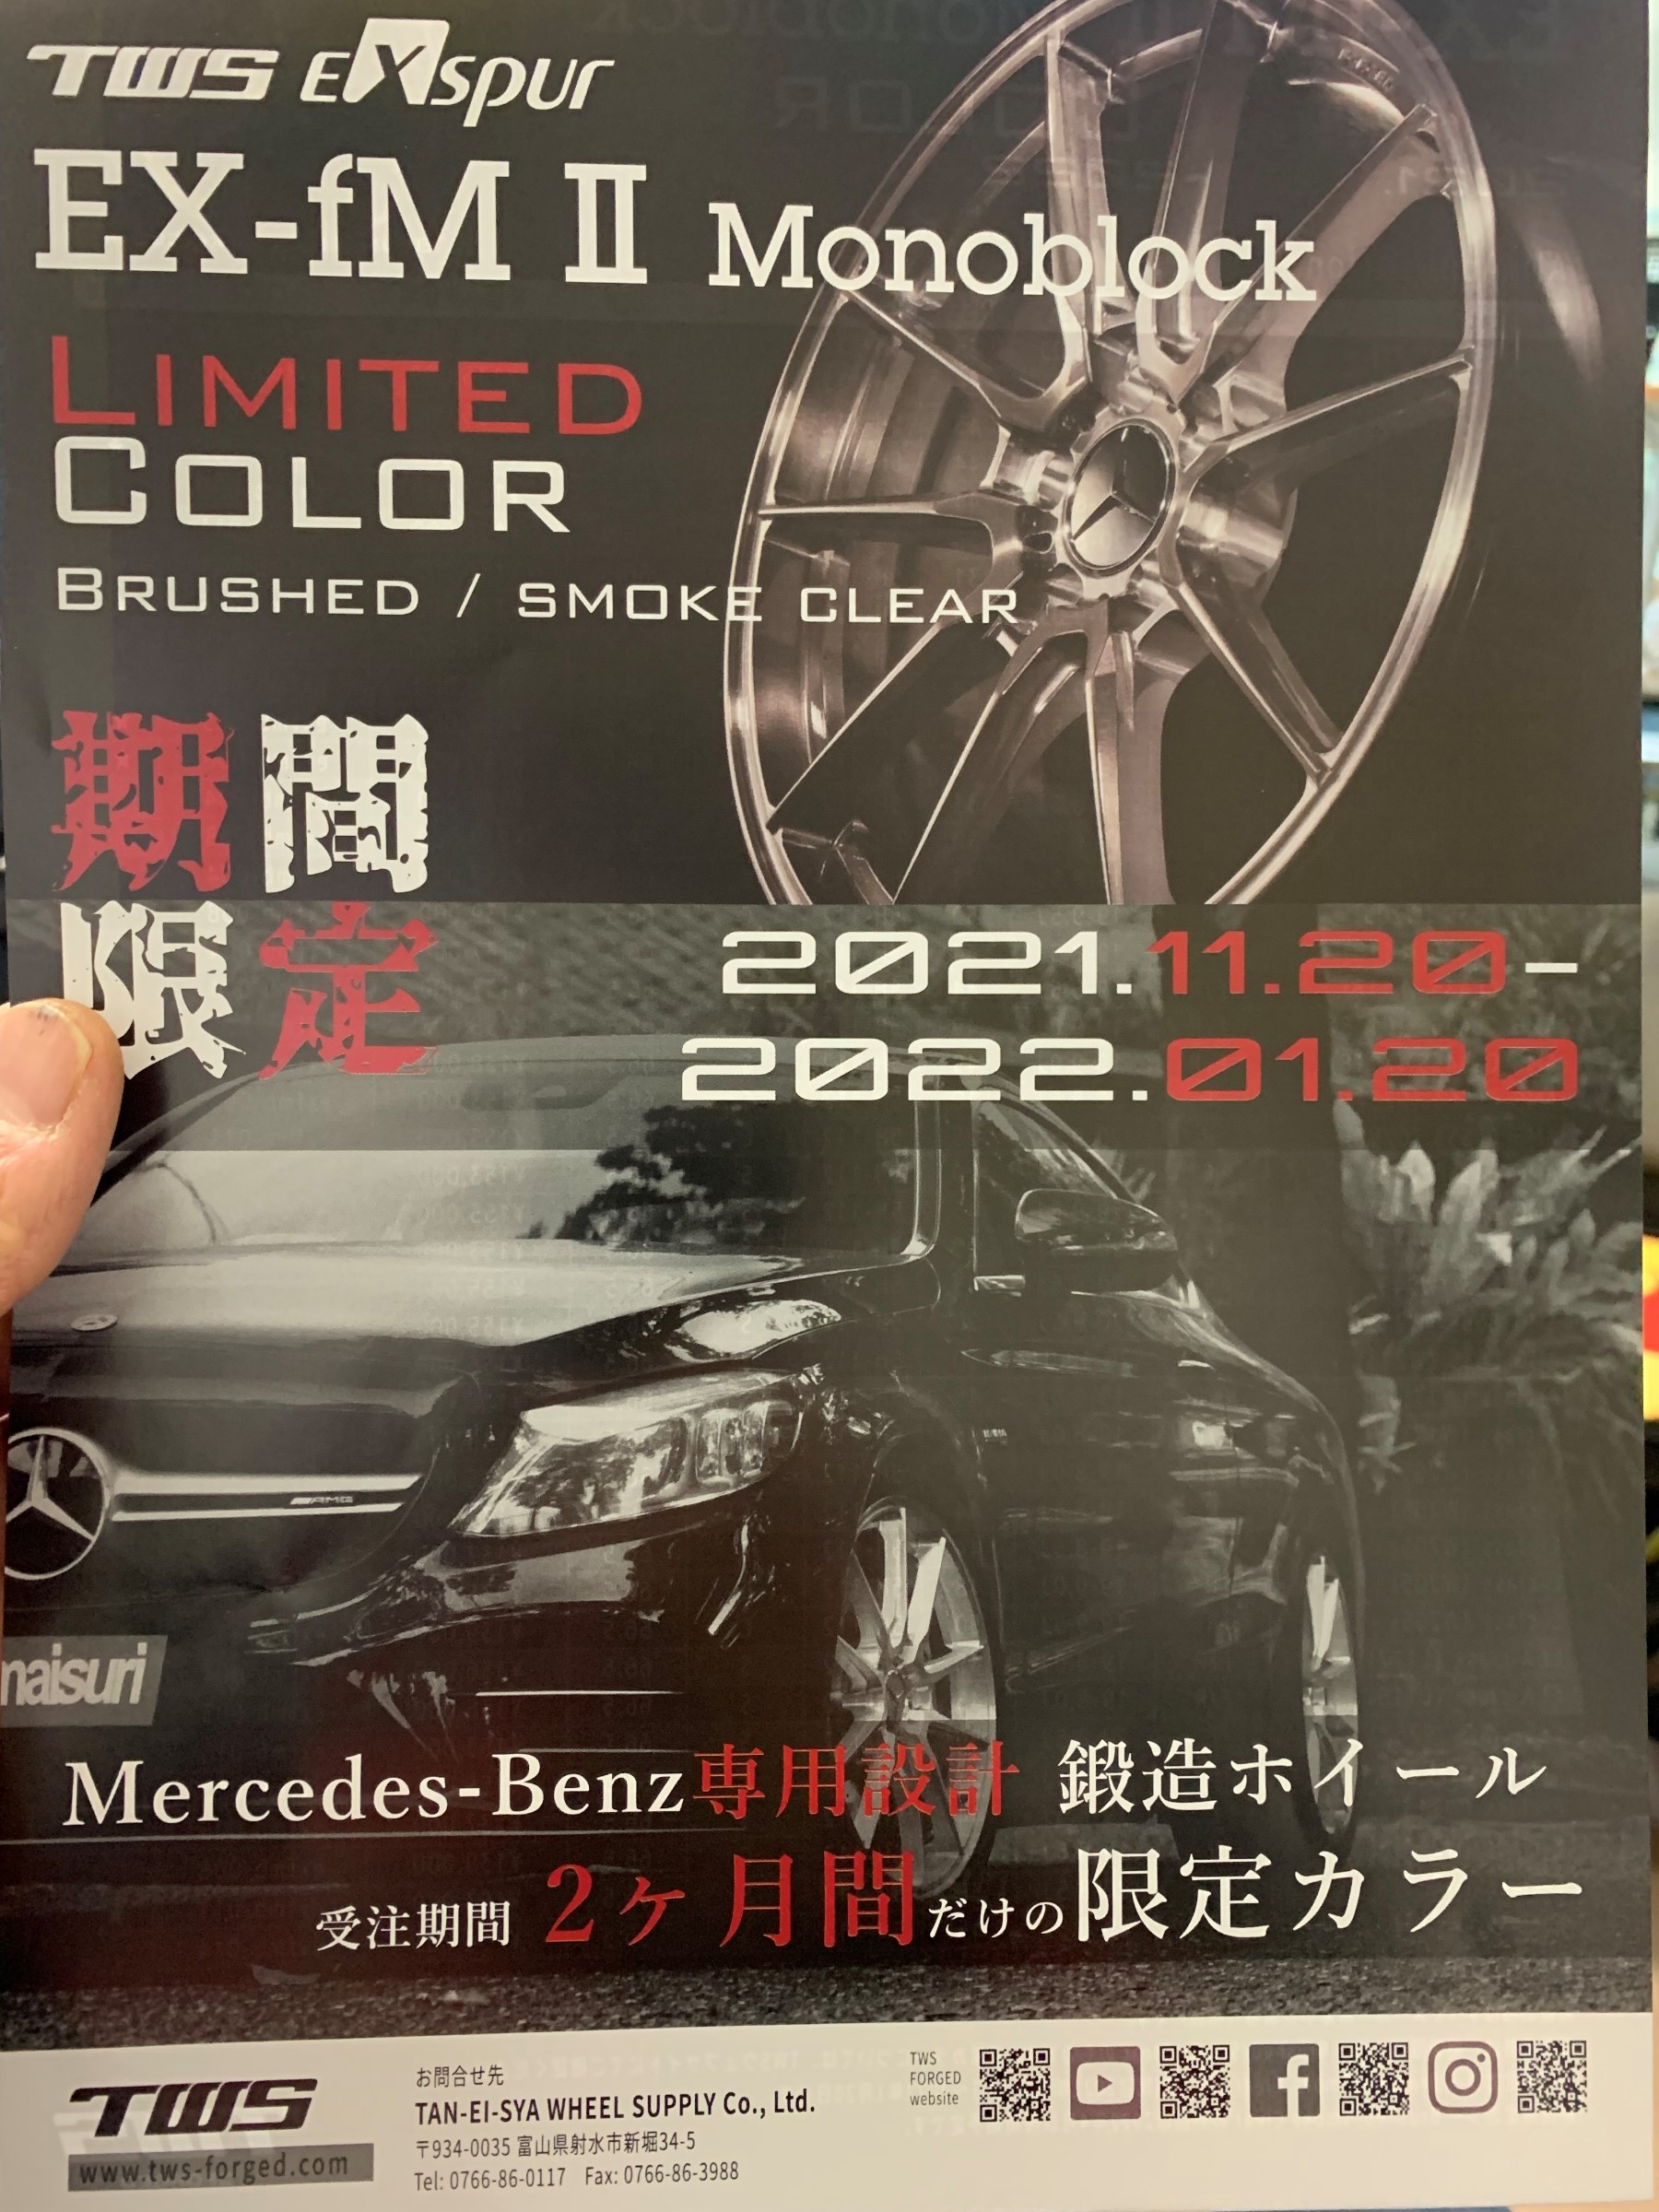 TWS EXspur
EX-fM II Monoblock
LIMITED
COLOR
BRUSHED / SMOKE CLEAR
期間
限定
2021.11.20-
2022.01.20
AMG
naisuri
Mercedes-Benz専用設計 鍛造ホイール
受注期間 2ヶ月間だけの限定カラー
TWS
www.tws-forged.com
お問合せ先
TAN-EI-SYA WHEEL SUPPLY Co., Ltd.
〒934-0035 富山県射水市新堀34-5
Tel: 0766-86-0117 Fax: 0766-86-3988
TWS
FORGED
website